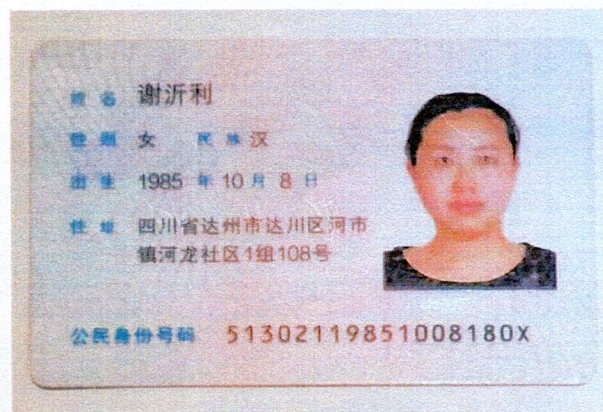 姓名 谢沂利
性别 女 民族 汉
出生 1985 年 10 月 8 日
住址 四川省达州市达川区河市
镇河龙社区1组108号
公民身份号码 51302119851008180X